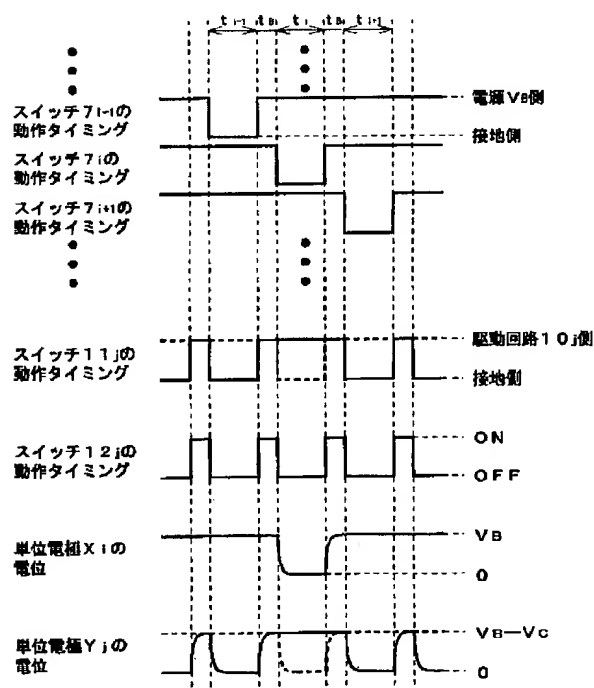 t i-1 t Bi t i t Bi t i+1
電源VB側
スイッチ7i-1の
動作タイミング
接地側
スイッチ7iの
動作タイミング
スイッチ7i+1の
動作タイミング
スイッチ11jの
動作タイミング
駆動回路10j側
接地側
スイッチ12jの
動作タイミング
ON
OFF
単位電極Xiの
電位
VB
0
単位電極Yjの
電位
VB—VC
0